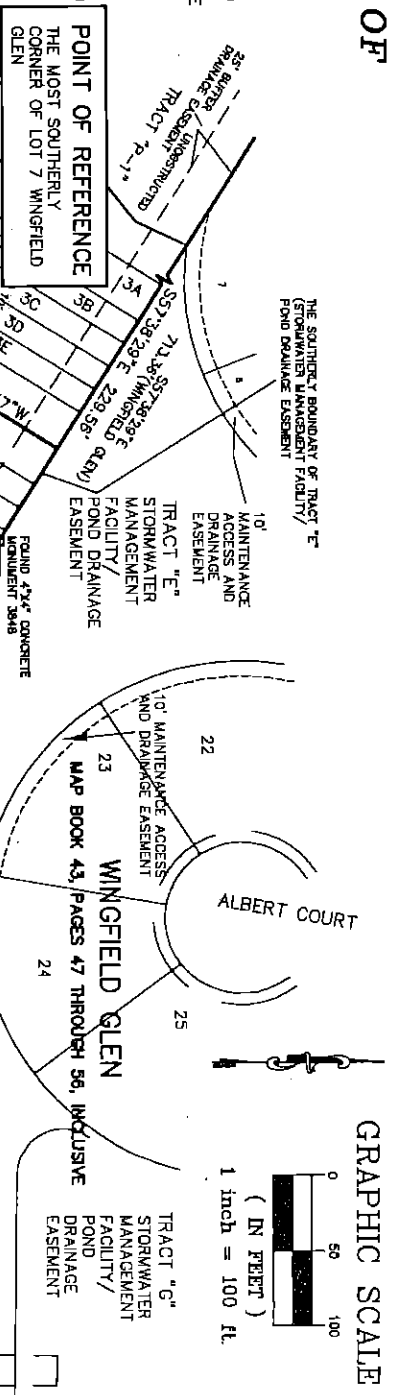 OF
25' BUFFER
DRAINAGE EASEMENT
UNOBSTRUCTED
TRACT "P-1"
POINT OF REFERENCE
THE MOST SOUTHERLY
CORNER OF LOT 7 WINGFIELD
GLEN
3A
3B
3C
3D
3E
S57°38'29"E
713.36'(WINGFIELD GLEN)
S57°38'29"E
229.56'
7
8
THE SOUTHERLY BOUNDARY OF TRACT "E"
(STORMWATER MANAGEMENT FACILITY/
POND DRAINAGE EASEMENT
10'
MAINTENANCE
ACCESS AND
DRAINAGE
EASEMENT
TRACT "E"
STORMWATER
MANAGEMENT
FACILITY/
POND DRAINAGE
EASEMENT
FOUND 4"X4" CONCRETE
MONUMENT 3848
10' MAINTENANCE ACCESS
AND DRAINAGE EASEMENT
22
23
24
25
ALBERT COURT
WINGFIELD GLEN
MAP BOOK 43, PAGES 47 THROUGH 56, INCLUSIVE
TRACT "G"
STORMWATER
MANAGEMENT
FACILITY/
POND
DRAINAGE
EASEMENT
GRAPHIC SCALE
0 50 100
( IN FEET )
1 inch = 100 ft.